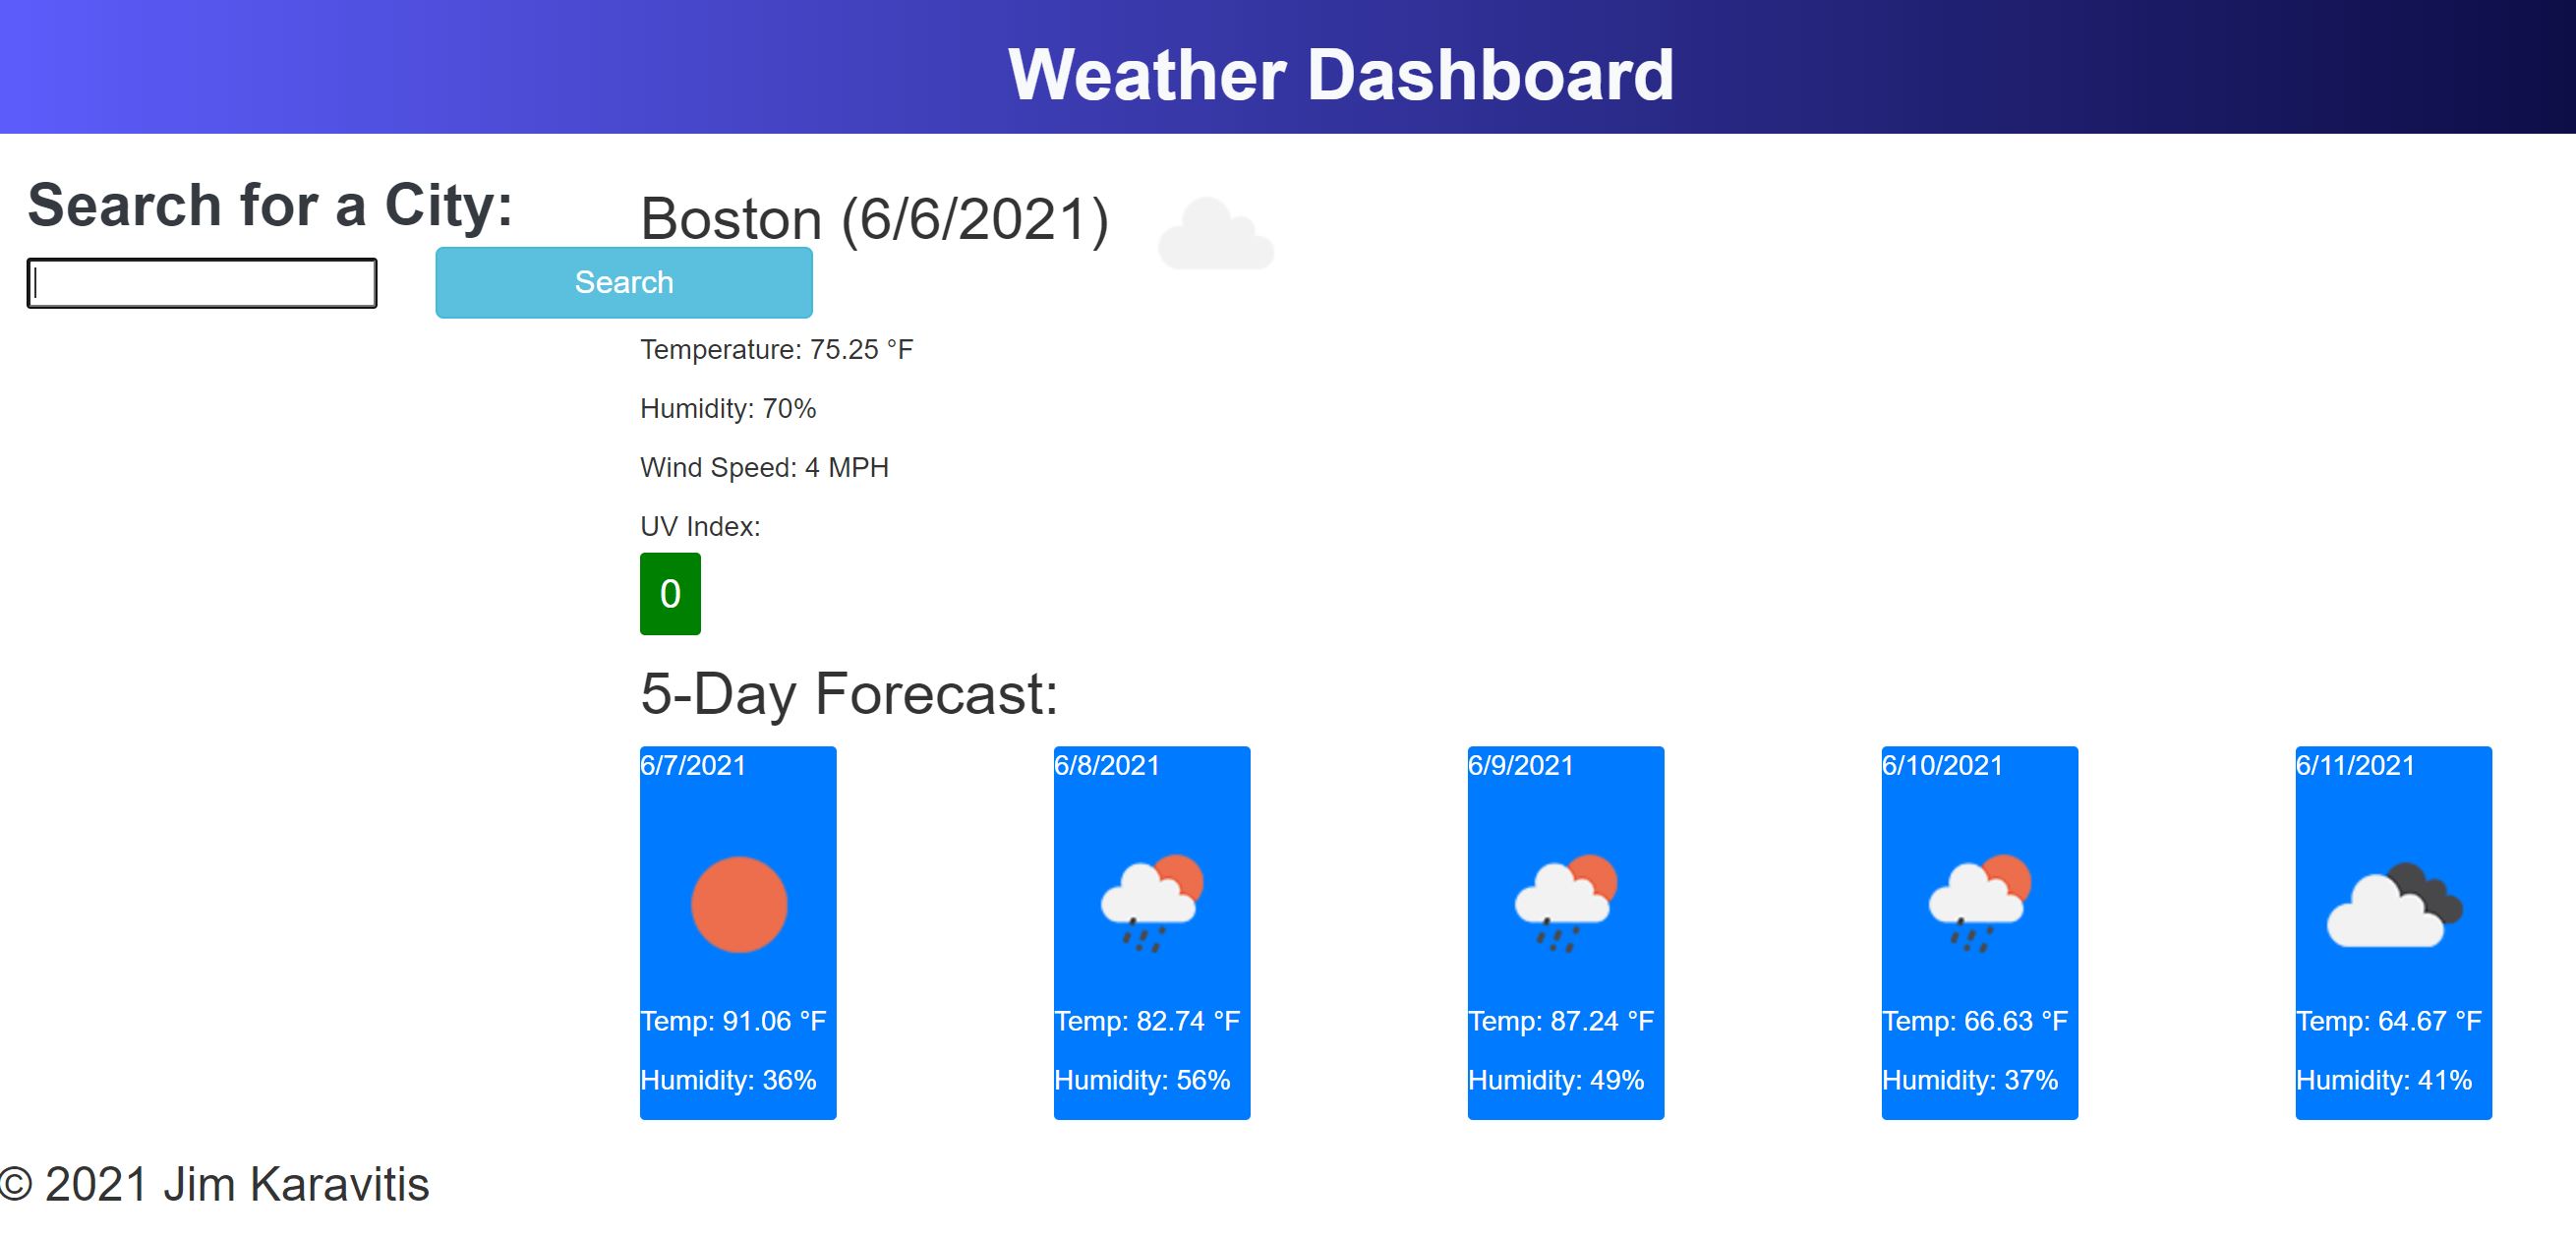 Weather Dashboard
Search for a City:
Search
Boston (6/6/2021)
Temperature: 75.25 °F
Humidity: 70%
Wind Speed: 4 MPH
UV Index:
0
5-Day Forecast:
6/7/2021
Temp: 91.06 °F
Humidity: 36%
6/8/2021
Temp: 82.74 °F
Humidity: 56%
6/9/2021
Temp: 87.24 °F
Humidity: 49%
6/10/2021
Temp: 66.63 °F
Humidity: 37%
6/11/2021
Temp: 64.67 °F
Humidity: 41%
© 2021 Jim Karavitis